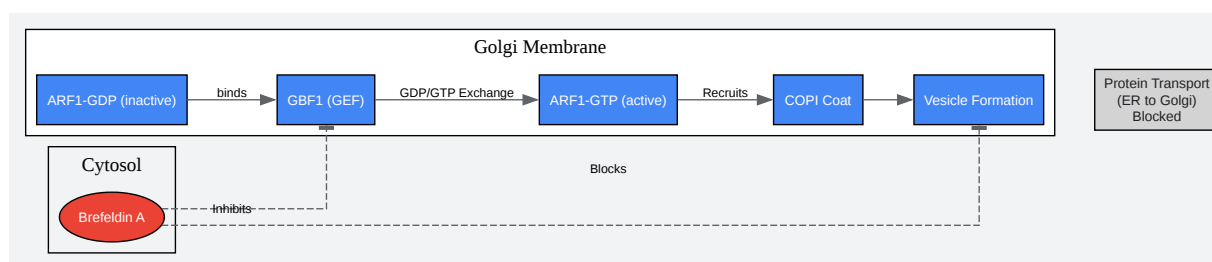 Golgi Membrane
ARF1-GDP (inactive)
binds
GBF1 (GEF)
GDP/GTP Exchange
ARF1-GTP (active)
Recruits
COPI Coat
Vesicle Formation
Protein Transport
(ER to Golgi)
Blocked
Cytosol
Brefeldin A
Inhibits
Blocks